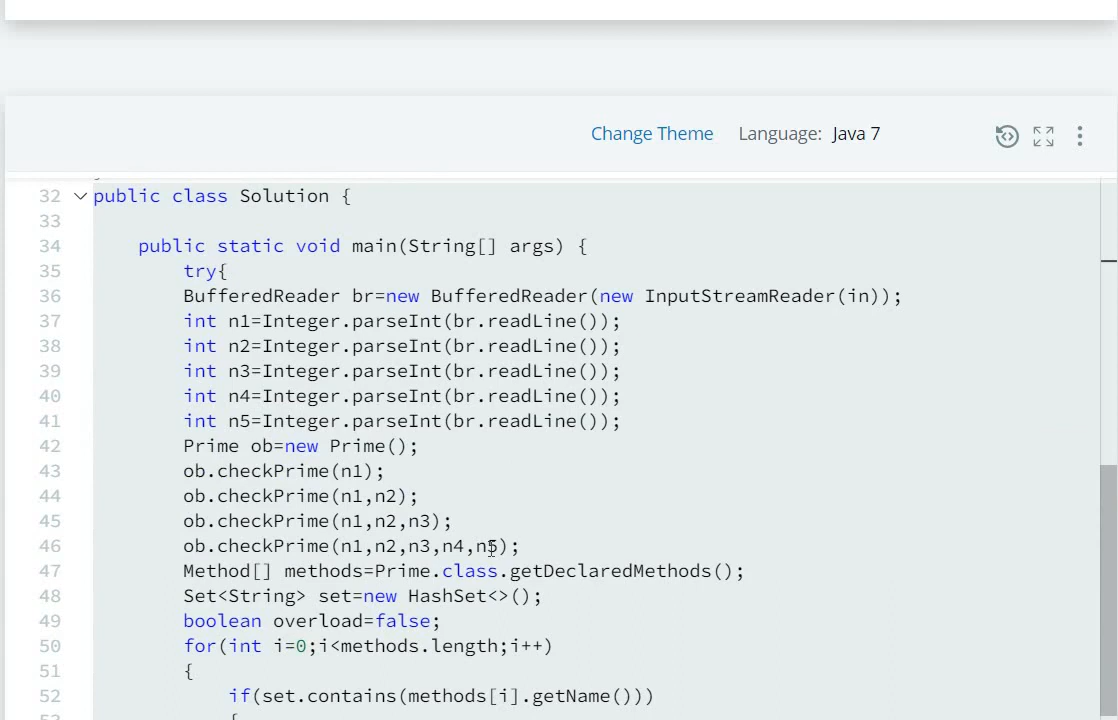 Change Theme Language: Java 7
32 public class Solution {
33
34 public static void main(String[] args) {
35 try{
36 BufferedReader br=new BufferedReader(new InputStreamReader(in));
37 int n1=Integer.parseInt(br.readLine());
38 int n2=Integer.parseInt(br.readLine());
39 int n3=Integer.parseInt(br.readLine());
40 int n4=Integer.parseInt(br.readLine());
41 int n5=Integer.parseInt(br.readLine());
42 Prime ob=new Prime();
43 ob.checkPrime(n1);
44 ob.checkPrime(n1,n2);
45 ob.checkPrime(n1,n2,n3);
46 ob.checkPrime(n1,n2,n3,n4,n5);
47 Method[] methods=Prime.class.getDeclaredMethods();
48 Set<String> set=new HashSet<>();
49 boolean overload=false;
50 for(int i=0;i<methods.length;i++)
51 {
52 if(set.contains(methods[i].getName()))
53 {